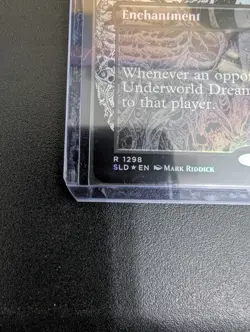 Enchantment
Whenever an oppo
Underworld Dream
to that player.
R 1298
SLD★EN Mark Riddick